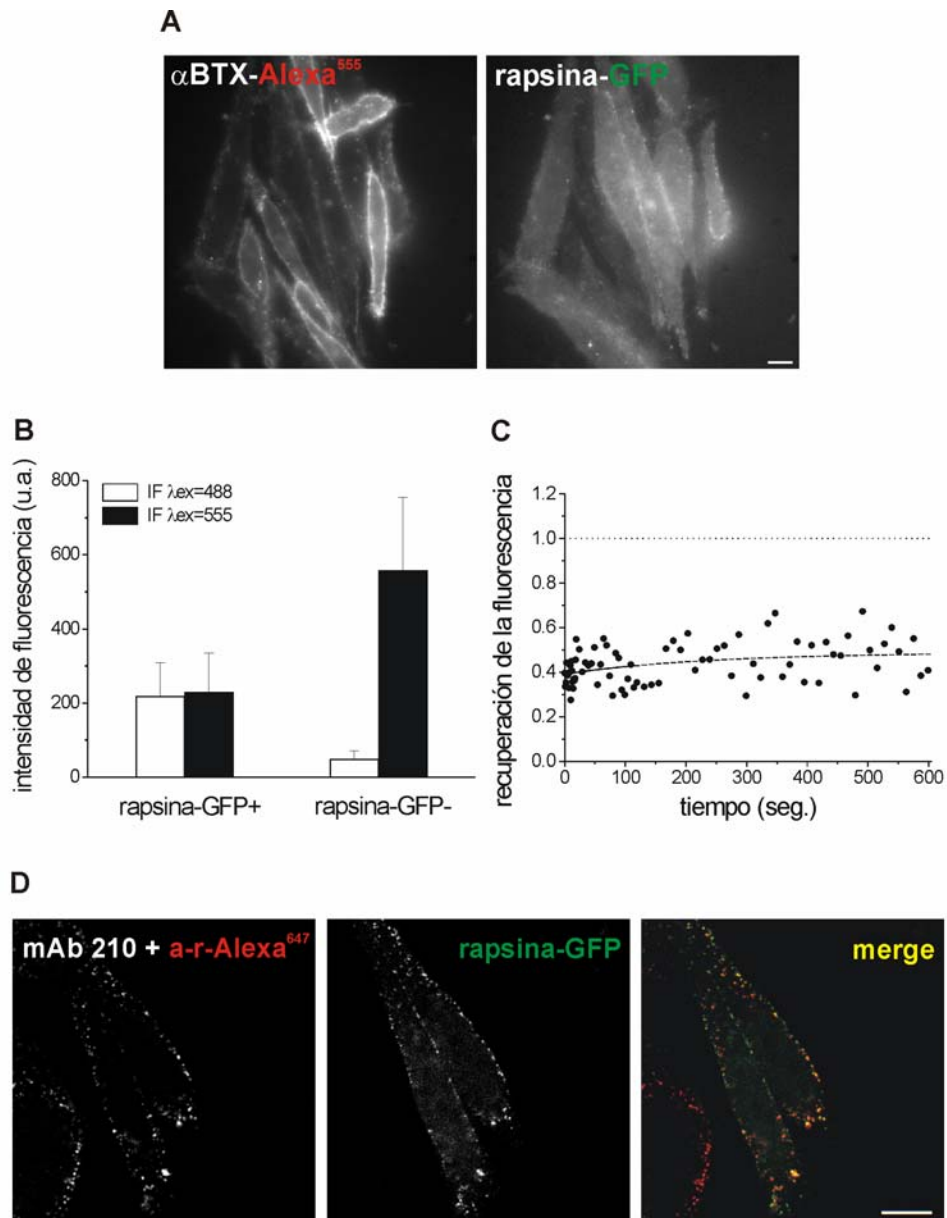 A
αBTX-Alexa⁵⁵⁵
rapsina-GFP
B
intensidad de fluorescencia (u.a.)
800
600
400
200
0
IF λex=488
IF λex=555
rapsina-GFP+
rapsina-GFP-
C
recuperación de la fluorescencia
1.2
1.0
0.8
0.6
0.4
0.2
0.0
0
100
200
300
400
500
600
tiempo (seg.)
D
mAb 210 + a-r-Alexa⁶⁴⁷
rapsina-GFP
merge